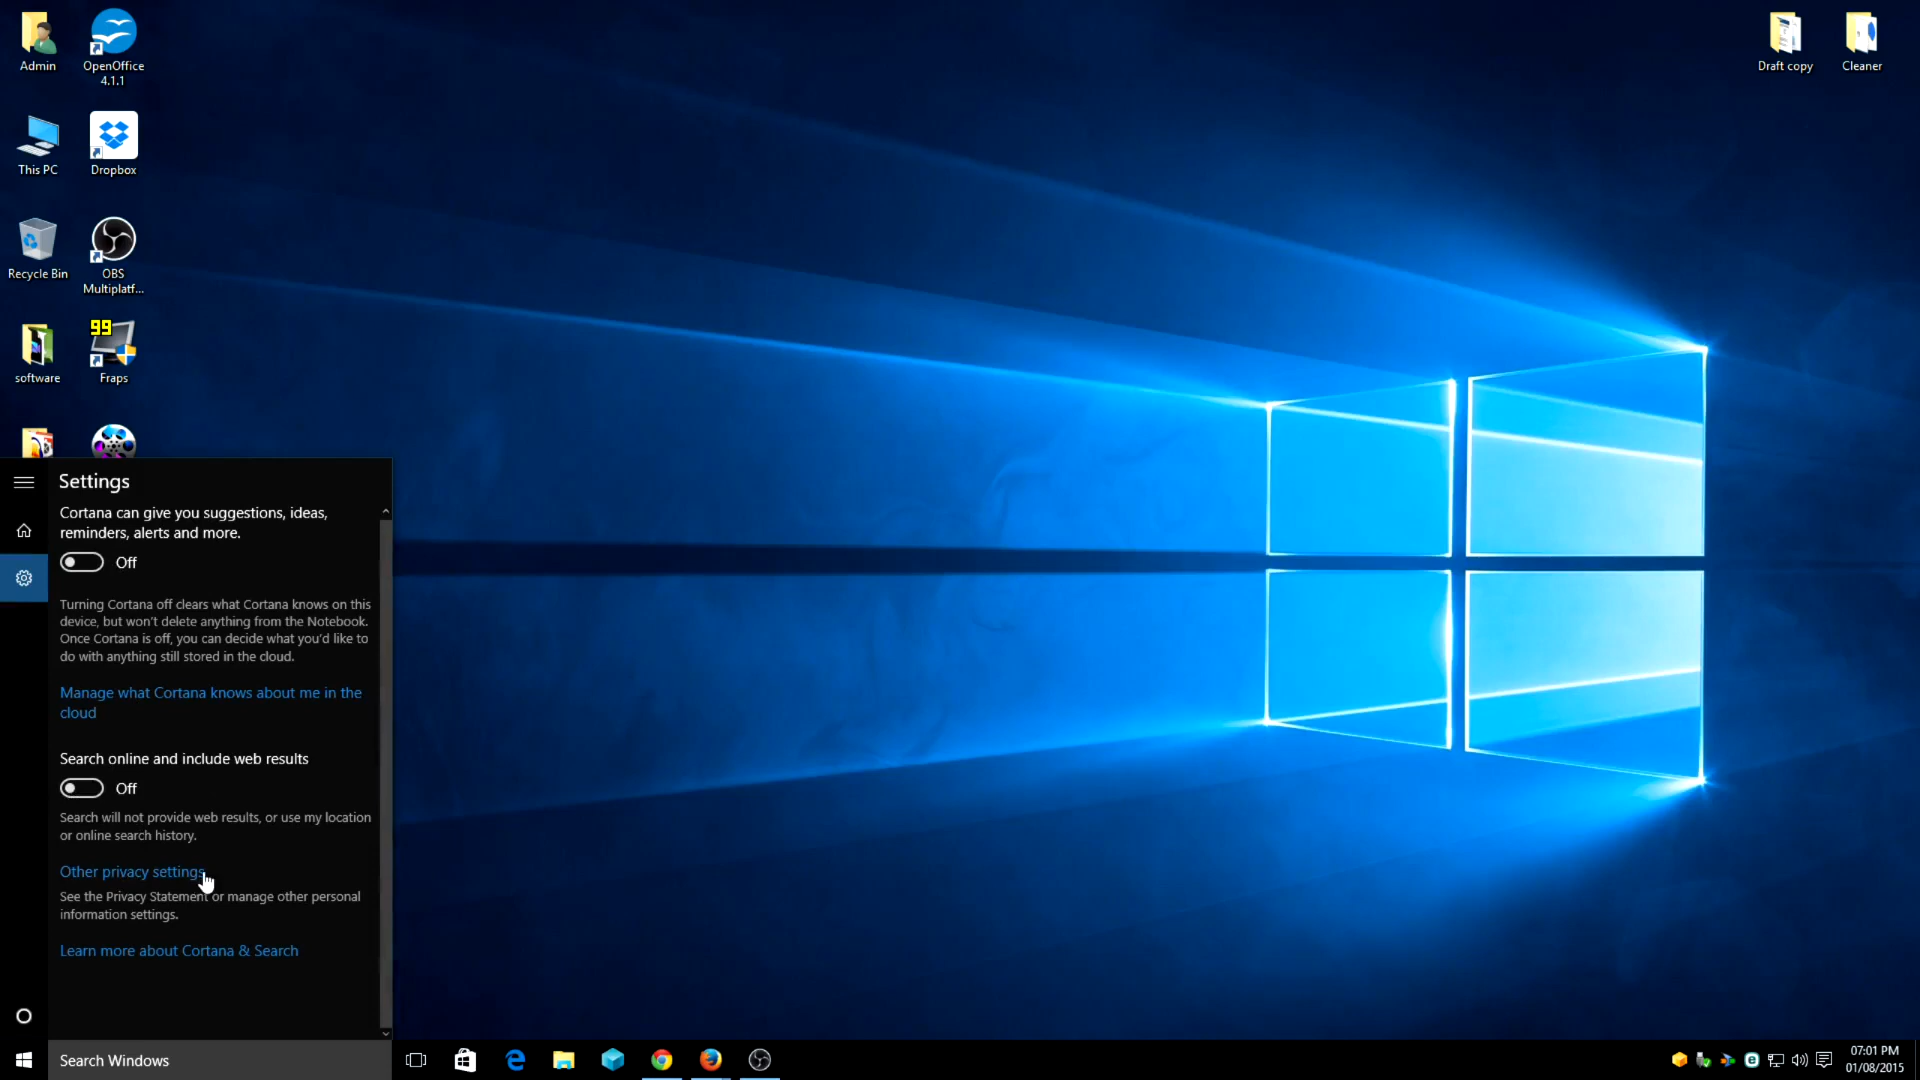 Admin
OpenOffice
4.1.1
Draft copy
Cleaner
This PC
Dropbox
Recycle Bin
OBS
Multiplatf...
99
software
Fraps
Settings
Cortana can give you suggestions, ideas,
reminders, alerts and more.
Off
Turning Cortana off clears what Cortana knows on this
device, but won't delete anything from the Notebook.
Once Cortana is off, you can decide what you'd like to
do with anything still stored in the cloud.
Manage what Cortana knows about me in the
cloud
Search online and include web results
Off
Search will not provide web results, or use my location
or online search history.
Other privacy settings
See the Privacy Statement or manage other personal
information settings.
Learn more about Cortana & Search
Search Windows
07:01 PM
01/08/2015